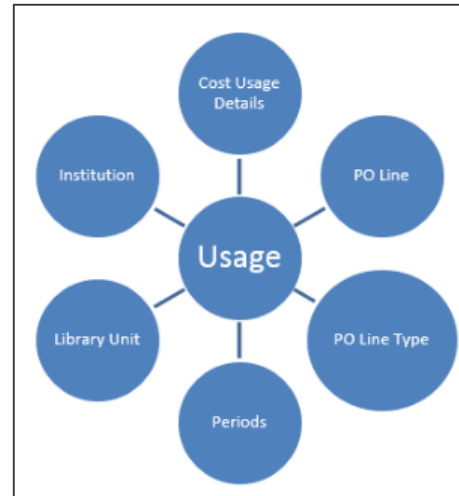 Cost Usage
Details
Institution
PO Line
Usage
Library Unit
PO Line Type
Periods